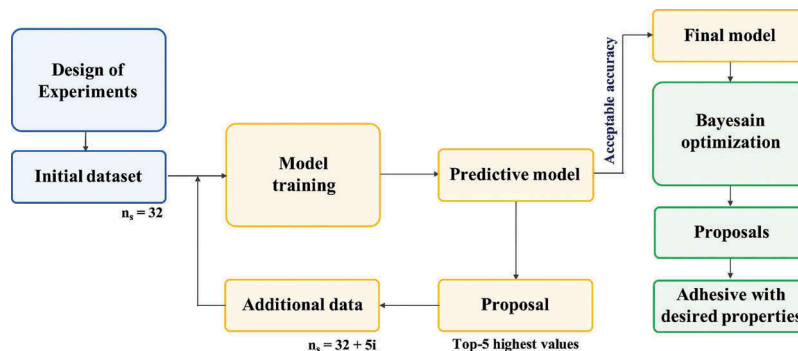 Design of
Experiments
Initial dataset
n_s = 32
Model
training
Predictive model
Acceptable accuracy
Final model
Bayesain
optimization
Proposals
Adhesive with
desired properties
Proposal
Top-5 highest values
Additional data
n_s = 32 + 5i